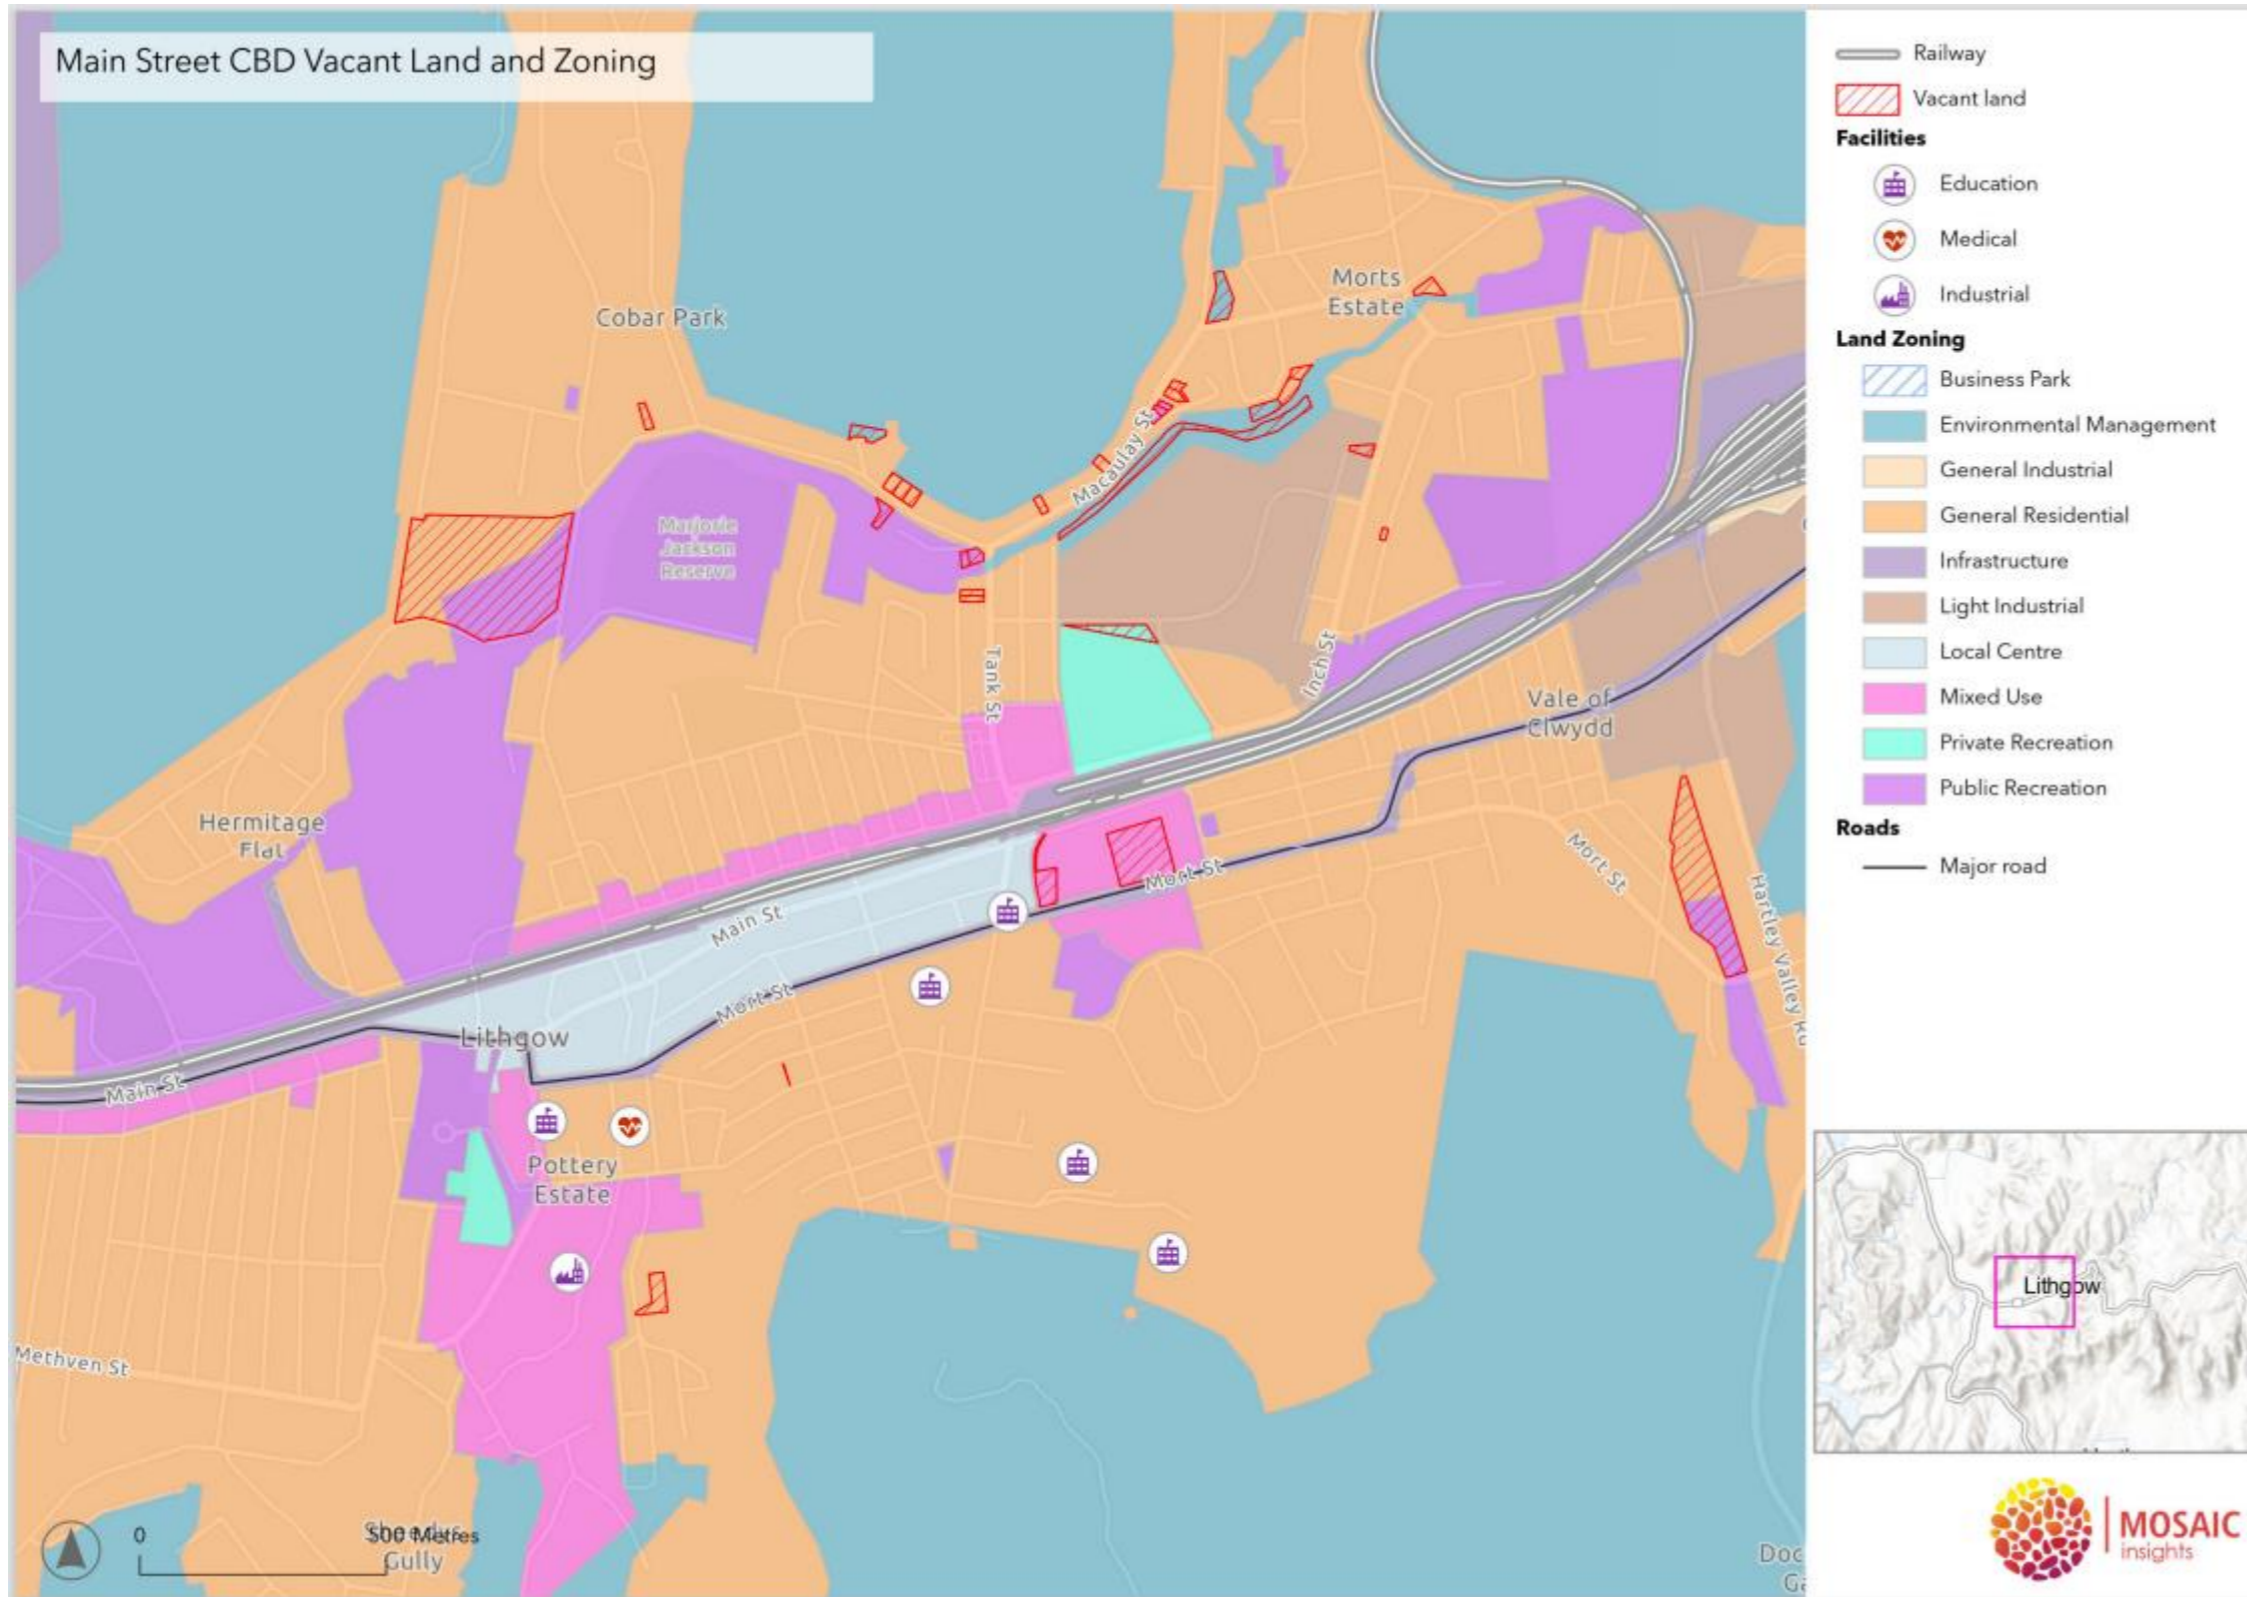 Main Street CBD Vacant Land and Zoning
Cobar Park
Morts
Estate
Marjorie
Jackson
Reserve
Macaulay St
Tank St
Inch St
Vale of
Clwydd
Hermitage
Flat
Main St
Mort St
Mort St
Mort St
Hartley Valley Rd
Lithgow
Main St
Mort St
Pottery
Estate
Methven St
0
500 Metres
Gully
Railway
Vacant land
Facilities
Education
Medical
Industrial
Land Zoning
Business Park
Environmental Management
General Industrial
General Residential
Infrastructure
Light Industrial
Local Centre
Mixed Use
Private Recreation
Public Recreation
Roads
Major road
Lithgow
MOSAIC
insights